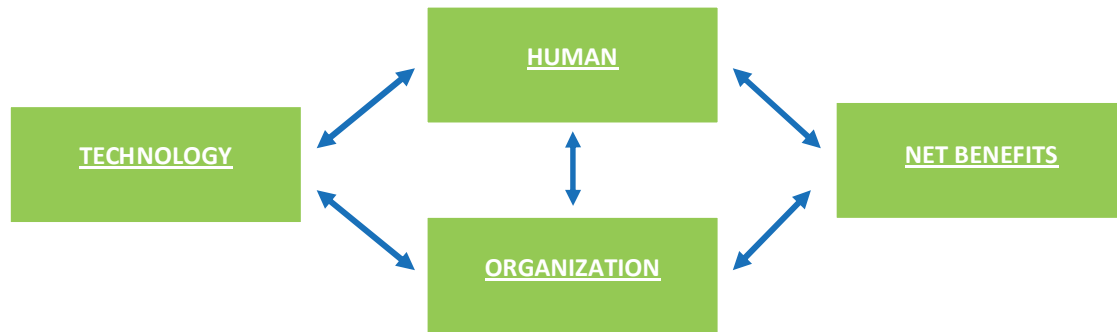 HUMAN
TECHNOLOGY
NET BENEFITS
ORGANIZATION